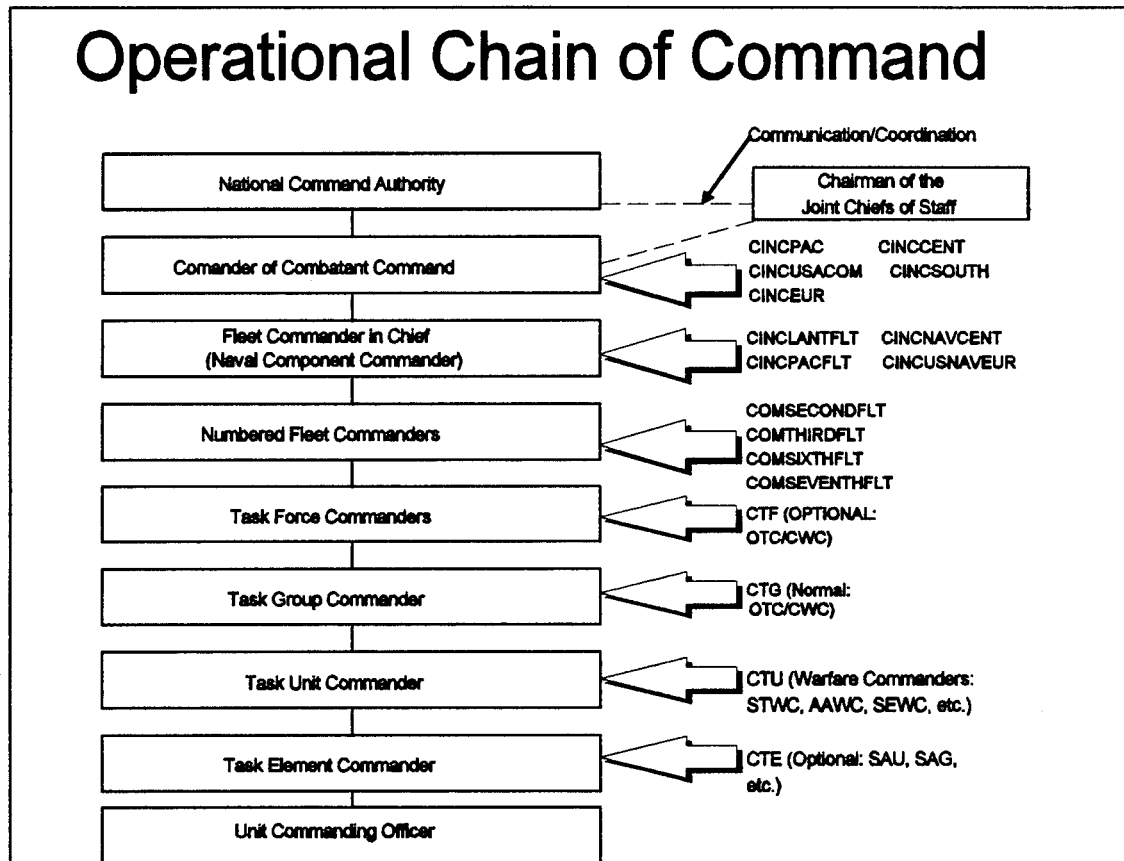 Operational Chain of Command
Communication/Coordination
National Command Authority
Chairman of the
Joint Chiefs of Staff
Comander of Combatant Command
CINCPAC CINCCENT
CINCUSACOM CINCSOUTH
CINCEUR
Fleet Commander in Chief
(Naval Component Commander)
CINCLANTFLT CINCNAVCENT
CINCPACFLT CINCUSNAVEUR
Numbered Fleet Commanders
COMSECONDFLT
COMTHIRDFLT
COMSIXTHFLT
COMSEVENTHFLT
Task Force Commanders
CTF (OPTIONAL:
OTC/CWC)
Task Group Commander
CTG (Normal:
OTC/CWC)
Task Unit Commander
CTU (Warfare Commanders:
STWC, AAWC, SEWC, etc.)
Task Element Commander
CTE (Optional: SAU, SAG,
etc.)
Unit Commanding Officer